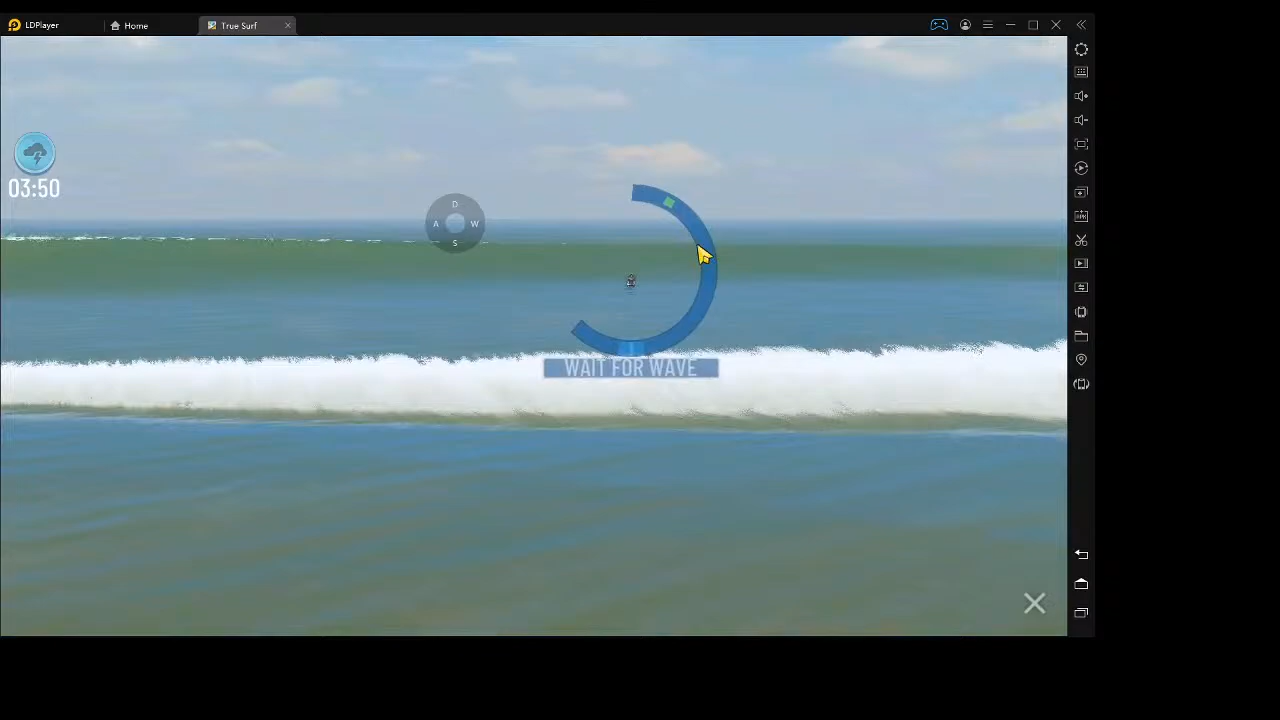 LDPlayer
Home
True Surf
03:50
D
A
W
S
WAIT FOR WAVE